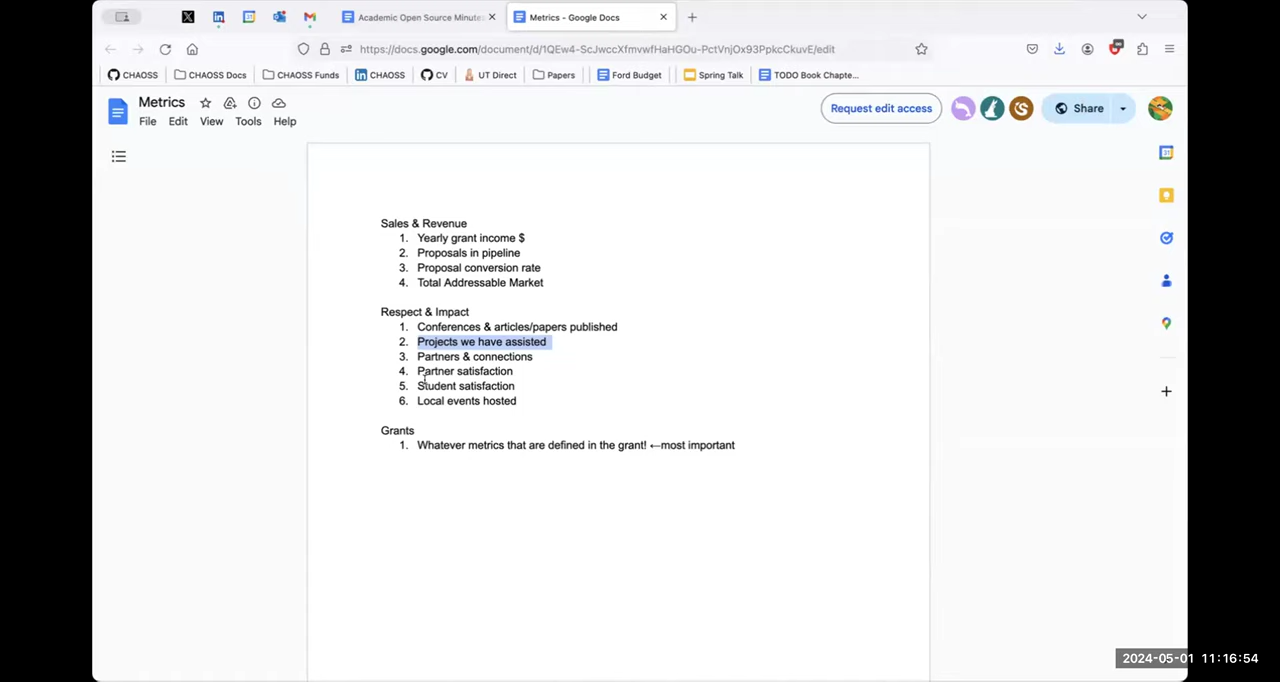 Academic Open Source Minutes
Metrics - Google Docs
https://docs.google.com/document/d/1QEw4-ScJwccXfmvwfHaHGOu-PctVnjOx93PpkcCkuvE/edit
CHAOSS
CHAOSS Docs
CHAOSS Funds
CHAOSS
CV
UT Direct
Papers
Ford Budget
Spring Talk
TODO Book Chapte...
Metrics
File Edit View Tools Help
Request edit access
Share
Sales & Revenue
1. Yearly grant income $
2. Proposals in pipeline
3. Proposal conversion rate
4. Total Addressable Market
Respect & Impact
1. Conferences & articles/papers published
2. Projects we have assisted
3. Partners & connections
4. Partner satisfaction
5. Student satisfaction
6. Local events hosted
Grants
1. Whatever metrics that are defined in the grant! ←most important
2024-05-01 11:16:54